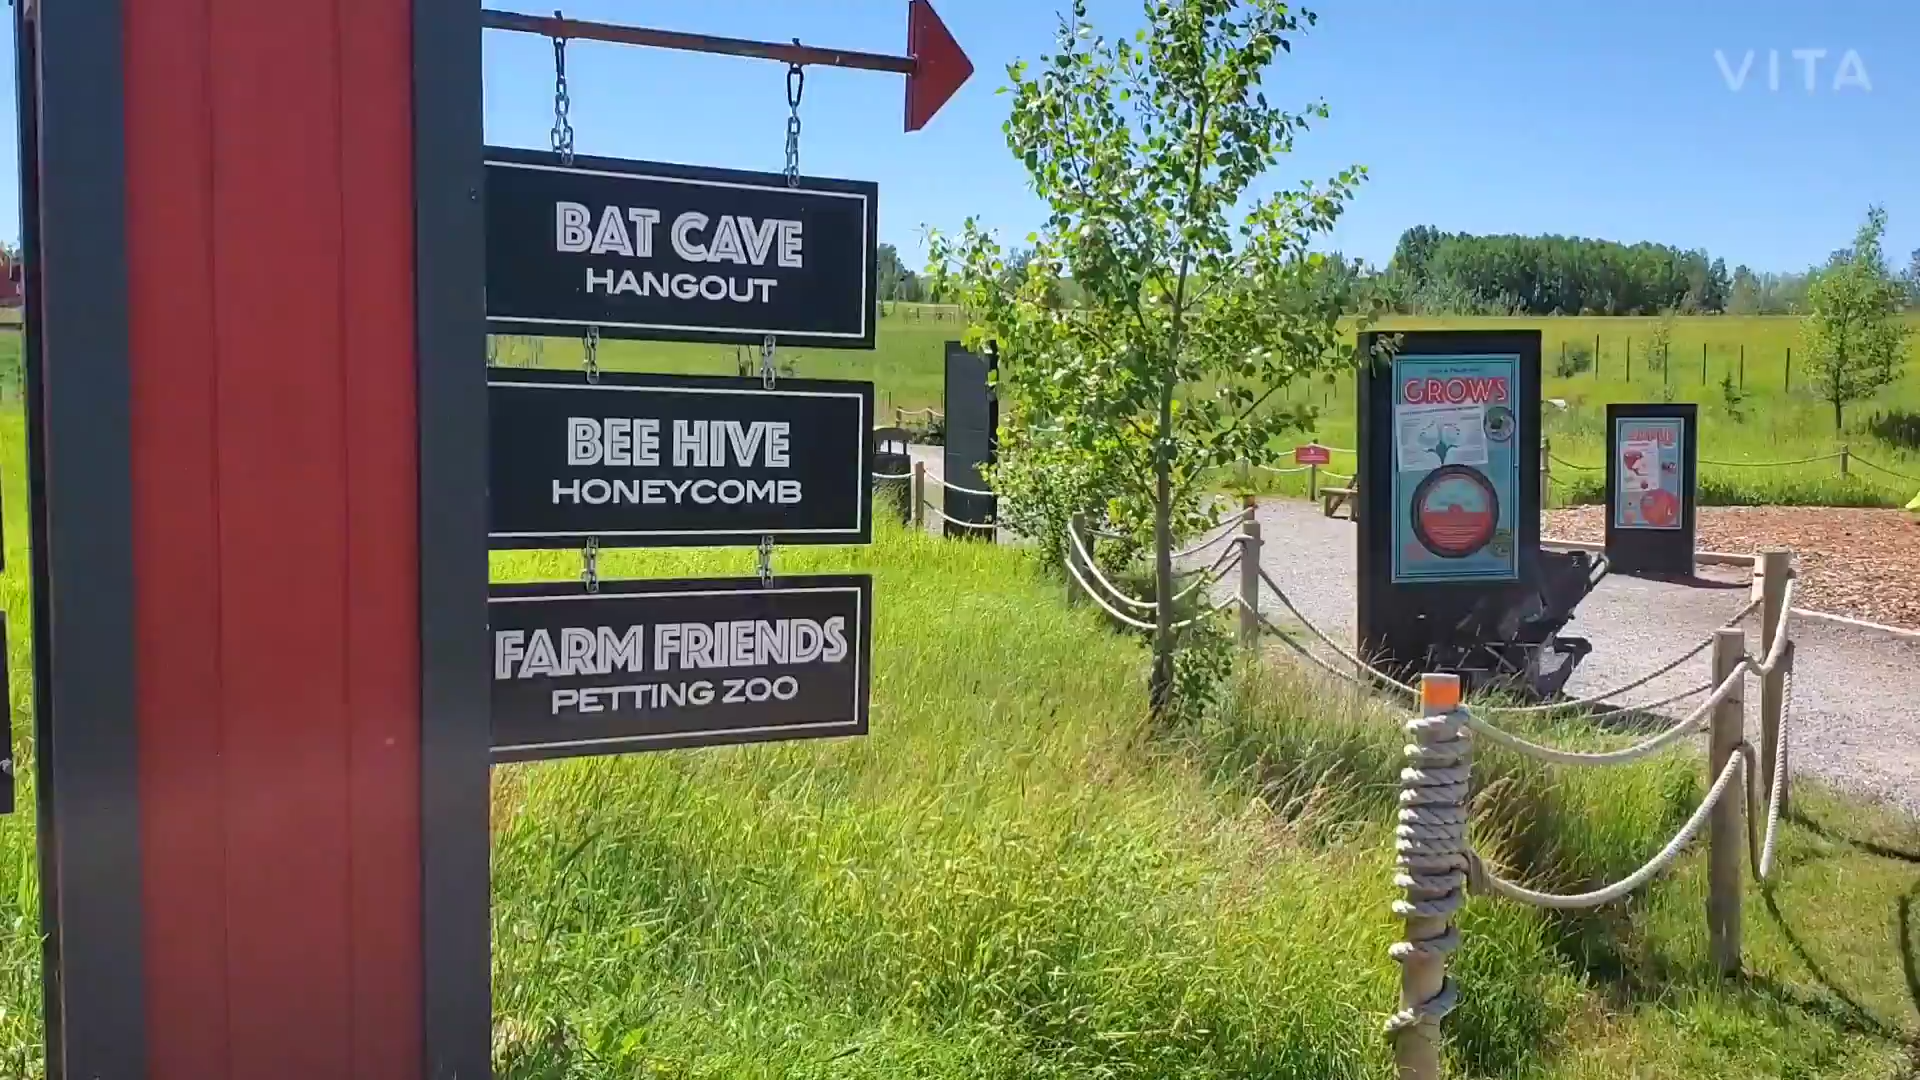 VITA
BAT CAVE
HANGOUT
BEE HIVE
HONEYCOMB
FARM FRIENDS
PETTING ZOO
GROWS